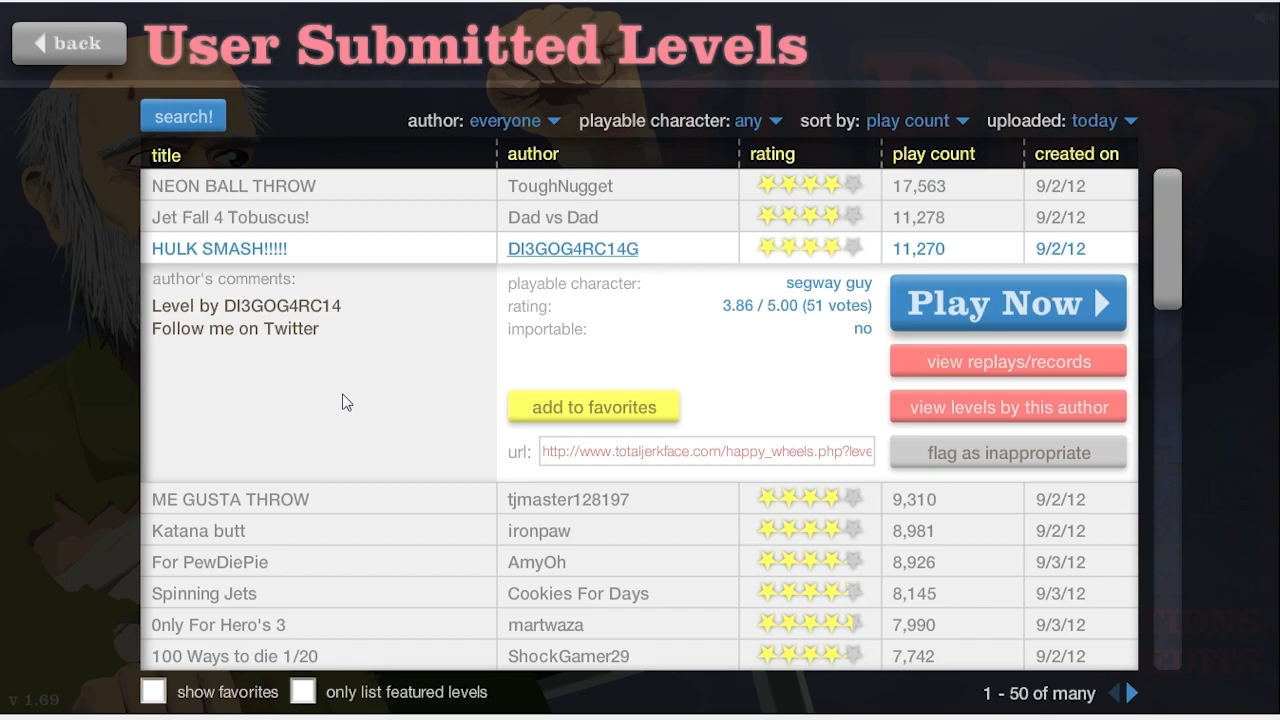 back
User Submitted Levels
search!
author: everyone playable character: any sort by: play count uploaded: today
title author rating play count created on
NEON BALL THROW ToughNugget 17,563 9/2/12
Jet Fall 4 Tobuscus! Dad vs Dad 11,278 9/2/12
HULK SMASH!!!!! DI3GOG4RC14G 11,270 9/2/12
author's comments:
Level by DI3GOG4RC14
Follow me on Twitter
playable character: segway guy
rating: 3.86 / 5.00 (51 votes)
importable: no
add to favorites
url: http://www.totaljerkface.com/happy_wheels.php?leve
Play Now
view replays/records
view levels by this author
flag as inappropriate
ME GUSTA THROW tjmaster128197 9,310 9/2/12
Katana butt ironpaw 8,981 9/2/12
For PewDiePie AmyOh 8,926 9/3/12
Spinning Jets Cookies For Days 8,145 9/3/12
0nly For Hero's 3 martwaza 7,990 9/3/12
100 Ways to die 1/20 ShockGamer29 7,742 9/2/12
show favorites only list featured levels 1 - 50 of many
v 1.69